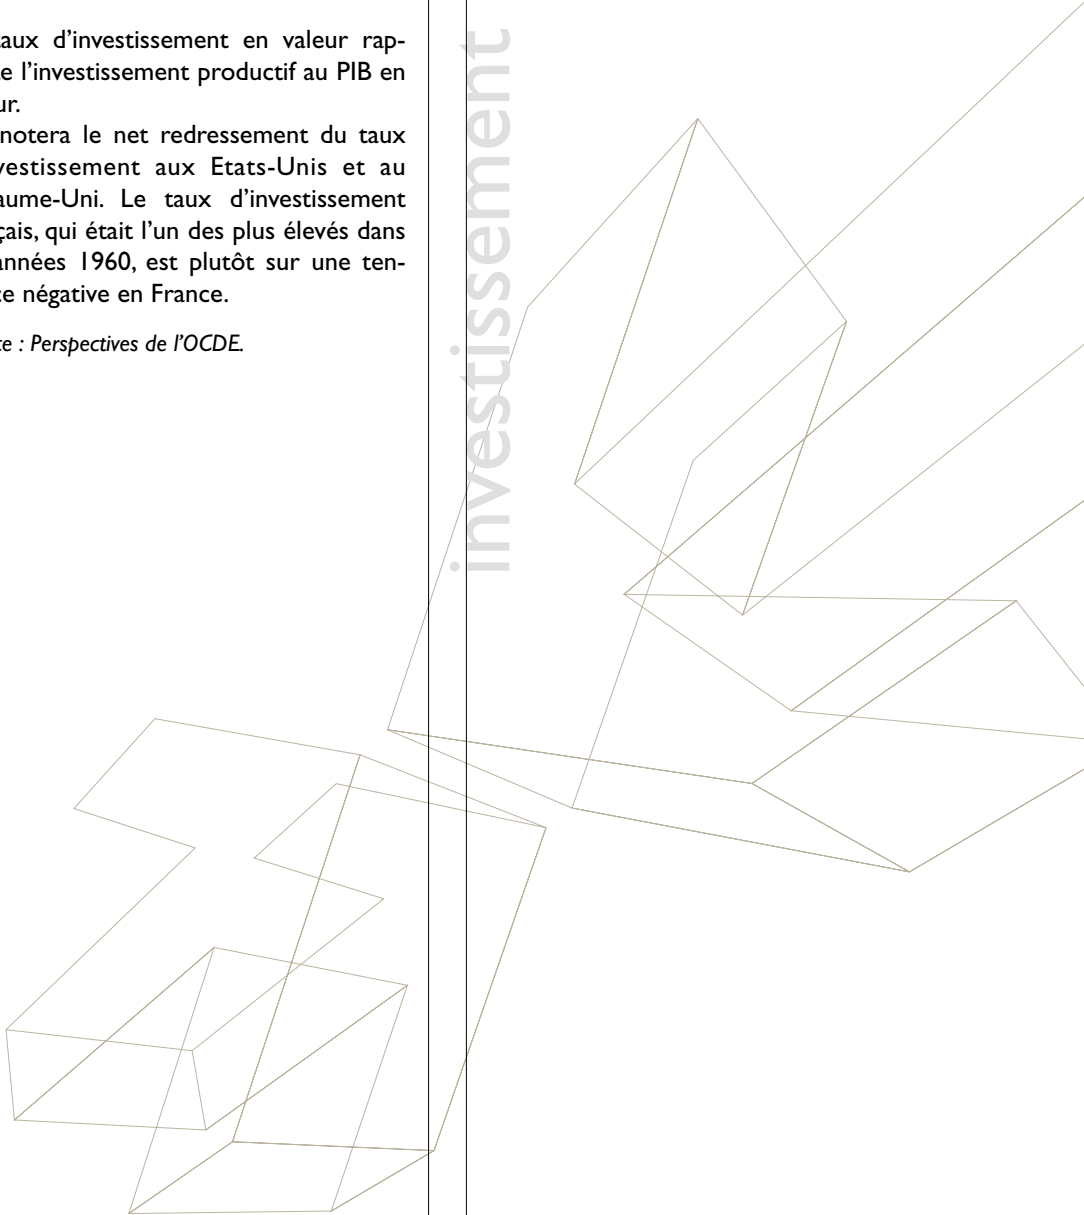 taux d’investissement en valeur rap-
e l’investissement productif au PIB en
ur.
notera le net redressement du taux
vestissement aux Etats-Unis et au
aume-Uni. Le taux d’investissement
çais, qui était l’un des plus élevés dans
années 1960, est plutôt sur une ten-
ce négative en France.
ce : Perspectives de l’OCDE.
investissement